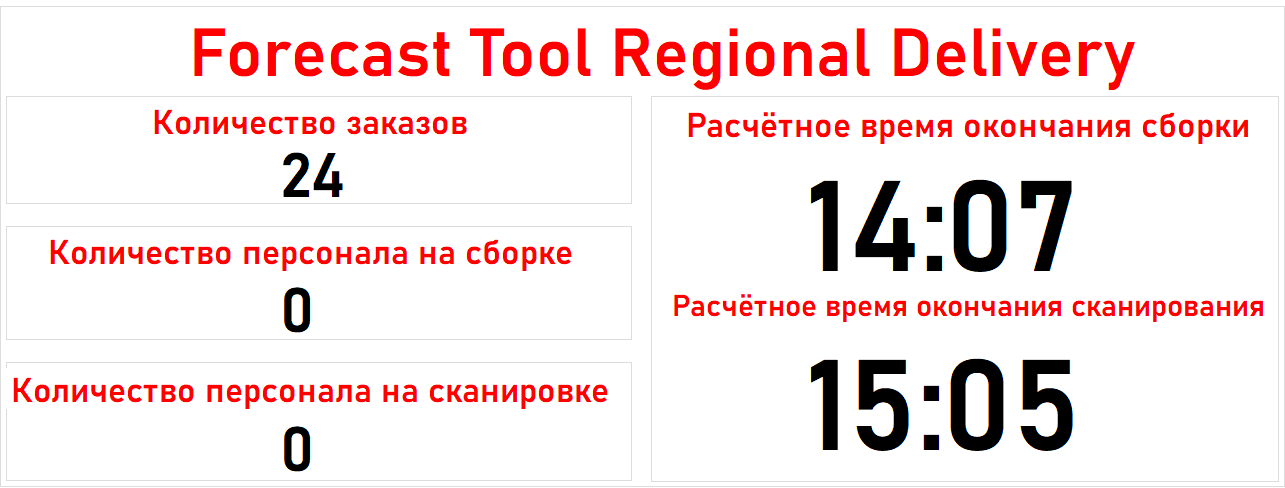 Forecast Tool Regional Delivery
Количество заказов
24
Количество персонала на сборке
0
Количество персонала на сканировке
0
Расчётное время окончания сборки
14:07
Расчётное время окончания сканирования
15:05